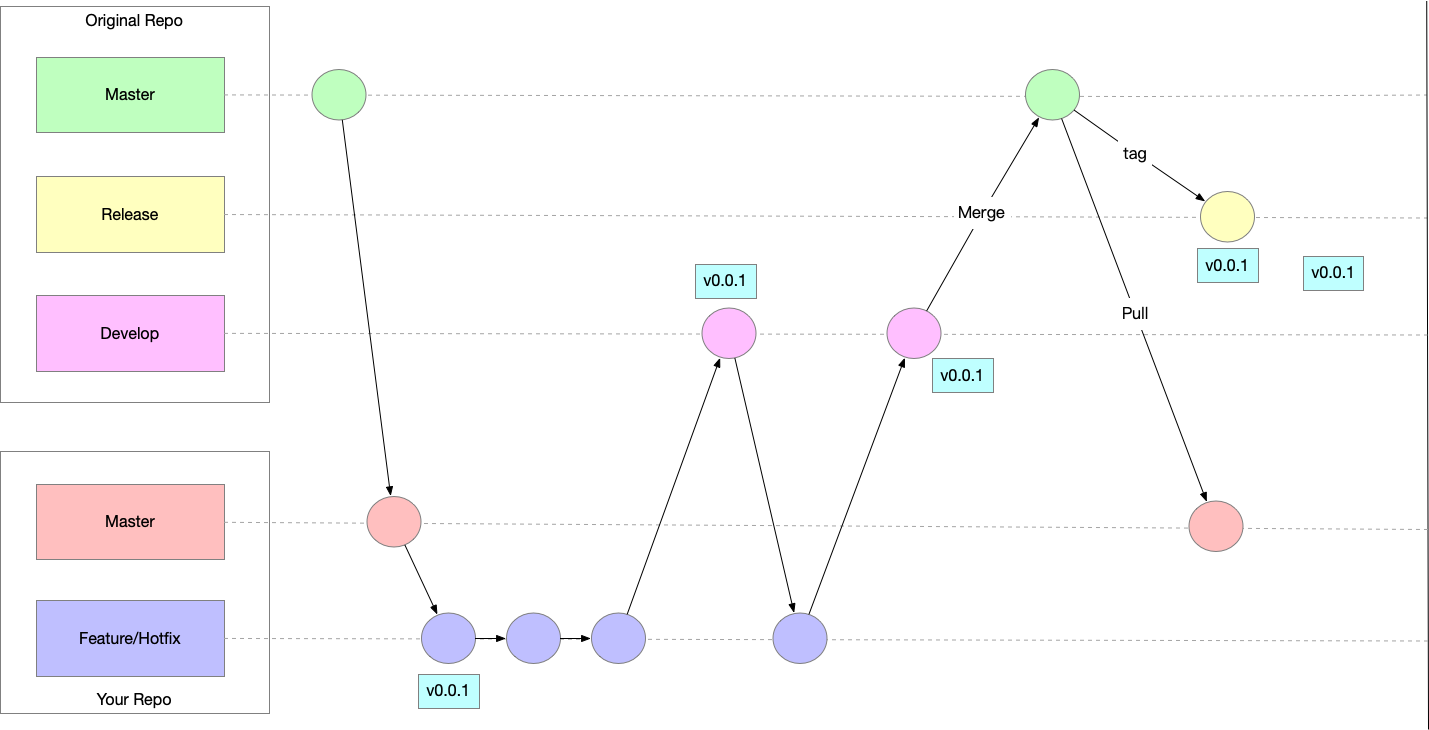 Original Repo
Master
Release
Develop
Master
Feature/Hotfix
Your Repo
v0.0.1
v0.0.1
v0.0.1
Merge
tag
Pull
v0.0.1
v0.0.1